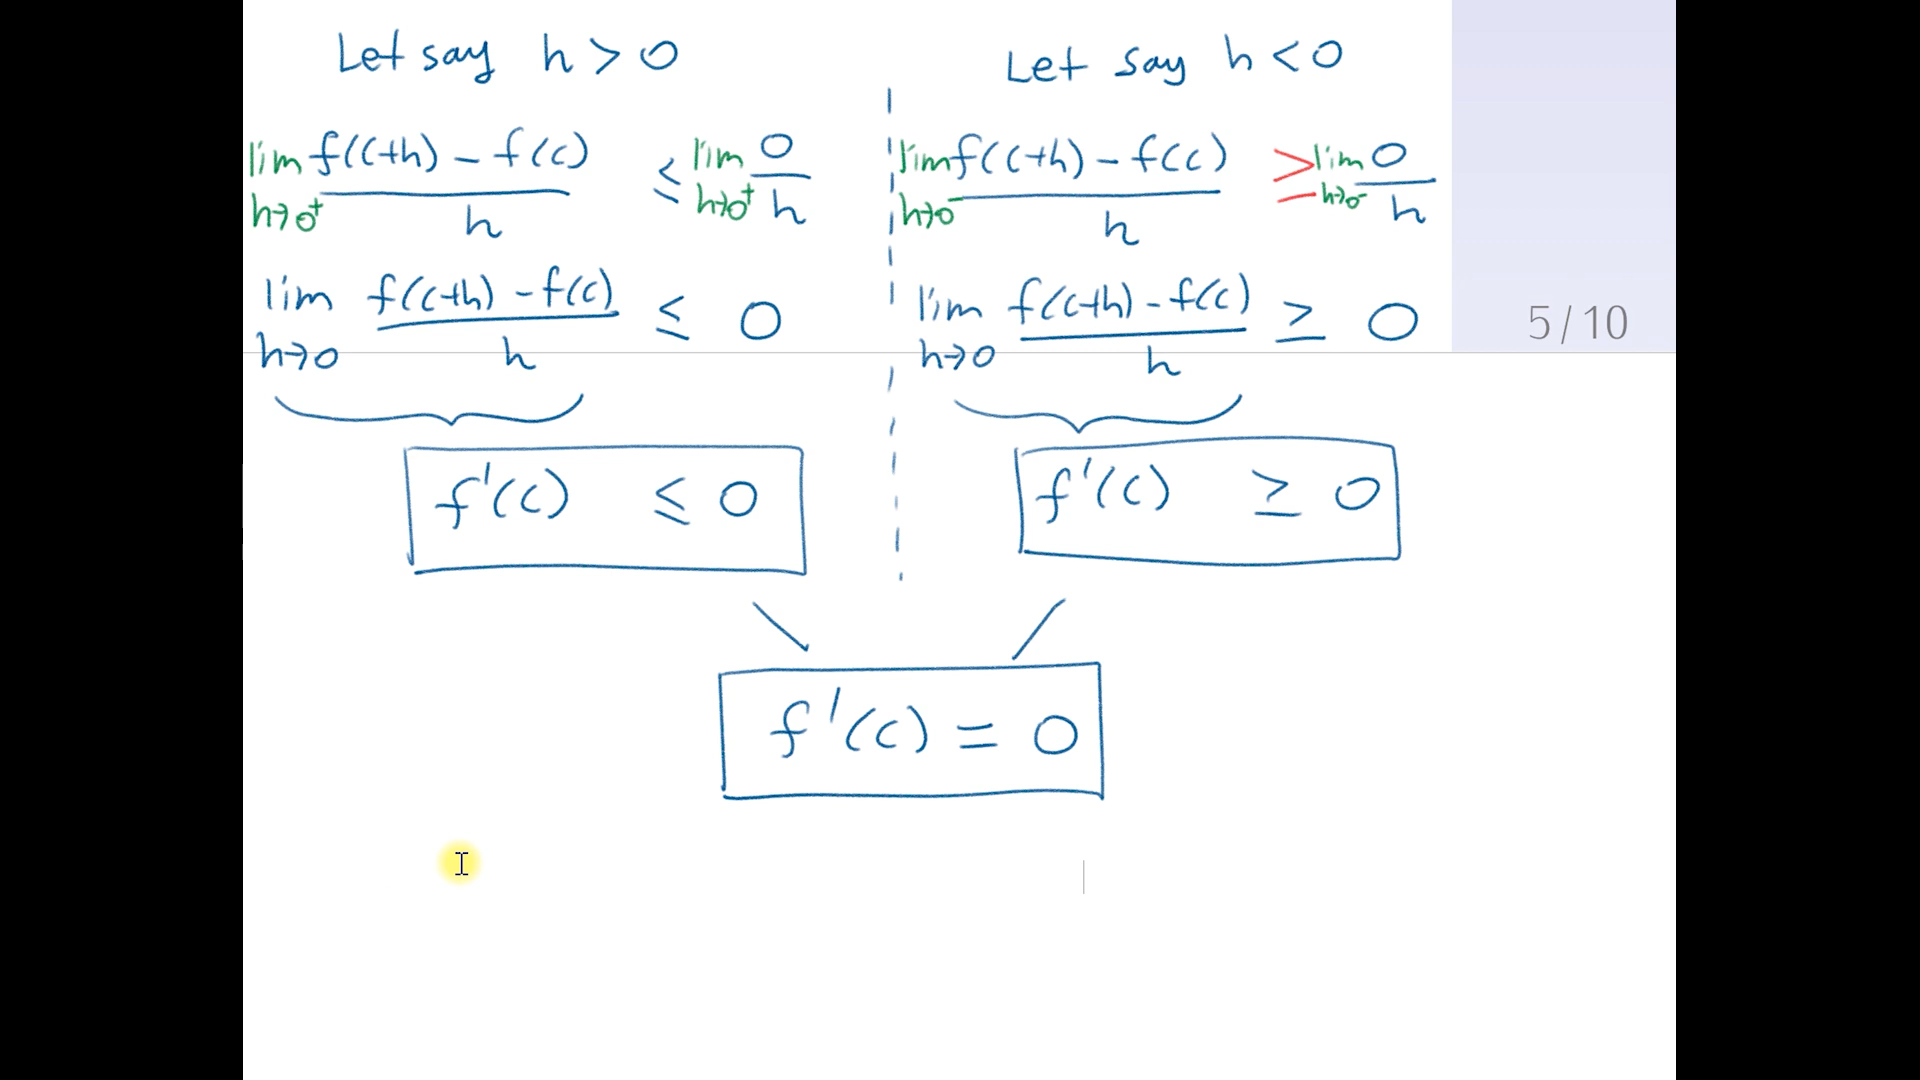 Let say h > 0
lim f(c+h) - f(c) ≤ lim 0
h→0⁺ h h→0⁺ h
lim f(c+h) - f(c) ≤ 0
h→0 h
f'(c) ≤ 0
Let say h < 0
lim f(c+h) - f(c) ≥ lim 0
h→0⁻ h h→0⁻ h
lim f(c+h) - f(c) ≥ 0
h→0 h
f'(c) ≥ 0
f'(c) = 0
5/10